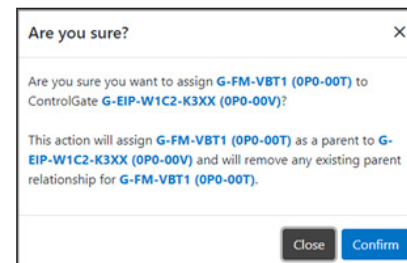 Are you sure?
Are you sure you want to assign G-FM-VBT1 (0P0-00T) to
ControlGate G-EIP-W1C2-K3XX (0P0-00V)?
This action will assign G-FM-VBT1 (0P0-00T) as a parent to G-
EIP-W1C2-K3XX (0P0-00V) and will remove any existing parent
relationship for G-FM-VBT1 (0P0-00T).
Close Confirm